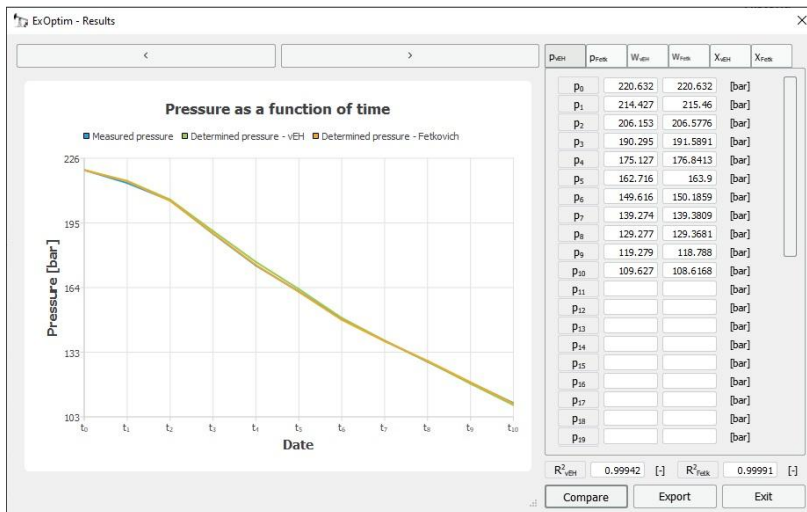 ExOptim - Results
<
>
pvEH pFetk WvEH WFetk XvEH XFetk
Pressure as a function of time
Measured pressure Determined pressure - vEH Determined pressure - Fetkovich
Pressure [bar]
226
195
164
133
103
t0 t1 t2 t3 t4 t5 t6 t7 t8 t9 t10
Date
p0 220.632 220.632 [bar]
p1 214.427 215.46 [bar]
p2 206.153 206.5776 [bar]
p3 190.295 191.5891 [bar]
p4 175.127 176.8413 [bar]
p5 162.716 163.9 [bar]
p6 149.616 150.1859 [bar]
p7 139.274 139.3809 [bar]
p8 129.277 129.3681 [bar]
p9 119.279 118.788 [bar]
p10 109.627 108.6168 [bar]
p11 [bar]
p12 [bar]
p13 [bar]
p14 [bar]
p15 [bar]
p16 [bar]
p17 [bar]
p18 [bar]
p19 [bar]
R²vEH 0.99942 [-] R²Fetk 0.99991 [-]
Compare Export Exit